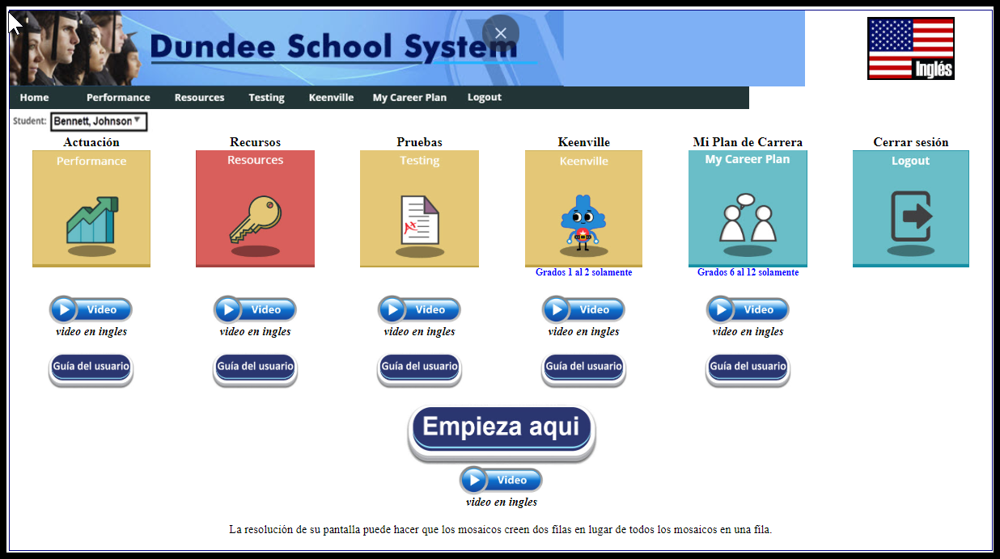 Dundee School System
Inglés
Home Performance Resources Testing Keenville My Career Plan Logout
Student: Bennett, Johnson
Actuación Recursos Pruebas Keenville Mi Plan de Carrera Cerrar sesión
Performance Resources Testing Keenville My Career Plan Logout
A+
Grados 1 al 2 solamente Grados 6 al 12 solamente
Video Video Video Video Video
video en ingles video en ingles video en ingles video en ingles video en ingles
Guía del usuario Guía del usuario Guía del usuario Guía del usuario Guía del usuario
Empieza aqui
Video
video en ingles
La resolución de su pantalla puede hacer que los mosaicos creen dos filas en lugar de todos los mosaicos en una fila.